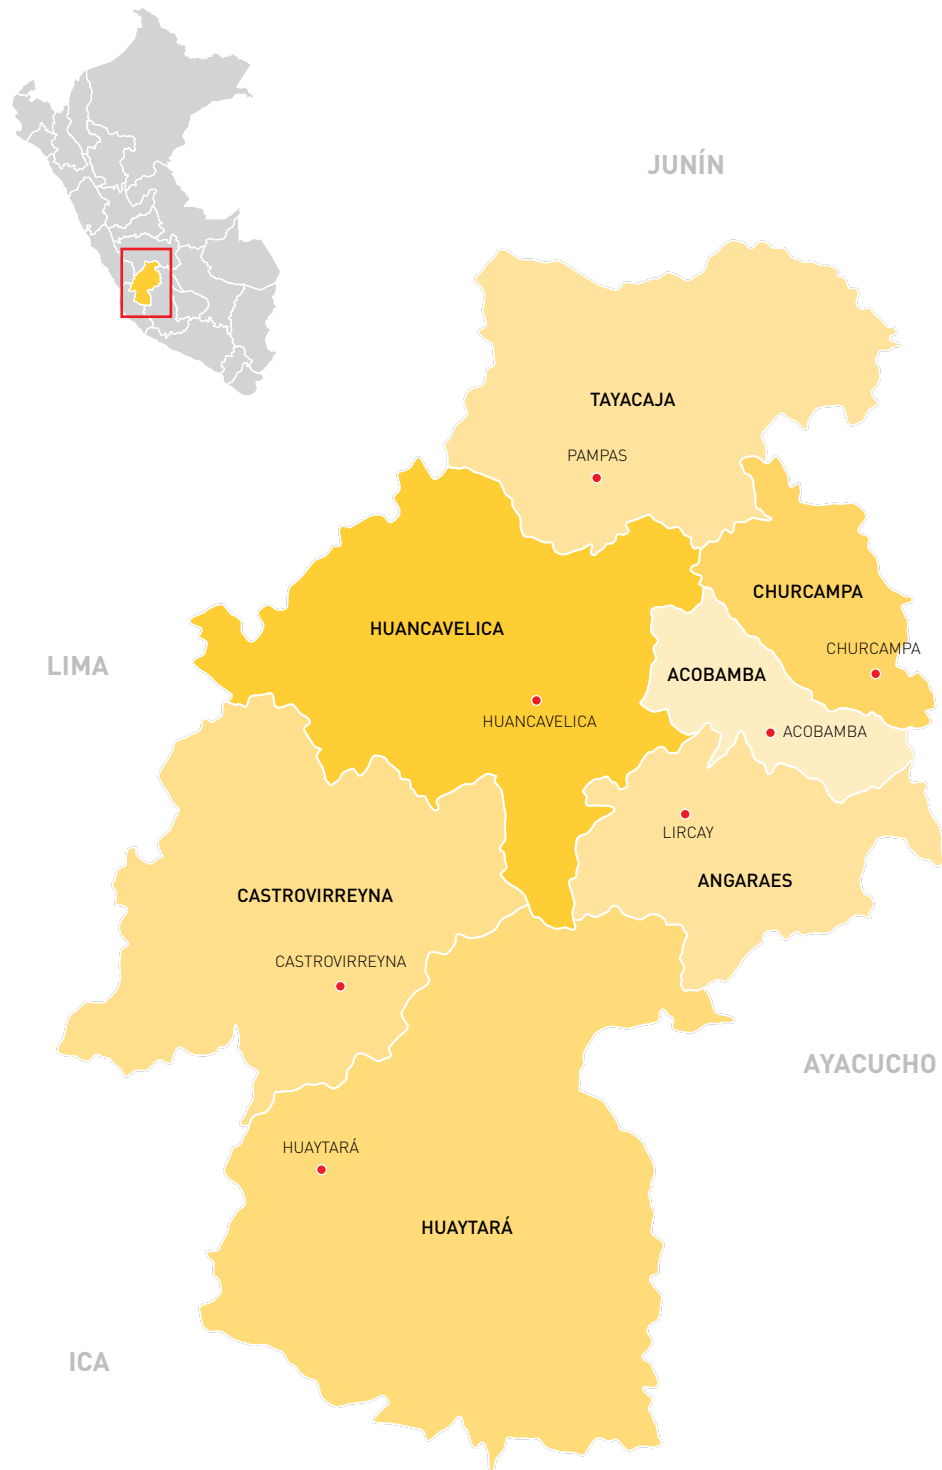 JUNÍN
TAYACAJA
PAMPAS
CHURCAMPA
HUANCAVELICA
CHURCAMPA
LIMA
ACOBAMBA
HUANCAVELICA
ACOBAMBA
LIRCAY
ANGARAES
CASTROVIRREYNA
CASTROVIRREYNA
AYACUCHO
HUAYTARÁ
HUAYTARÁ
ICA